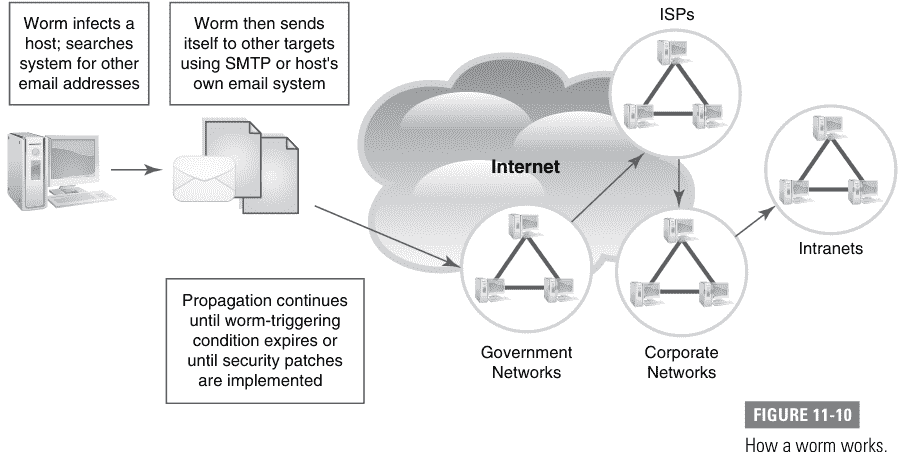 Worm infects a
host; searches
system for other
email addresses
Worm then sends
itself to other targets
using SMTP or host's
own email system
ISPs
Internet
Intranets
Government
Networks
Corporate
Networks
Propagation continues
until worm-triggering
condition expires or
until security patches
are implemented
FIGURE 11-10
How a worm works.